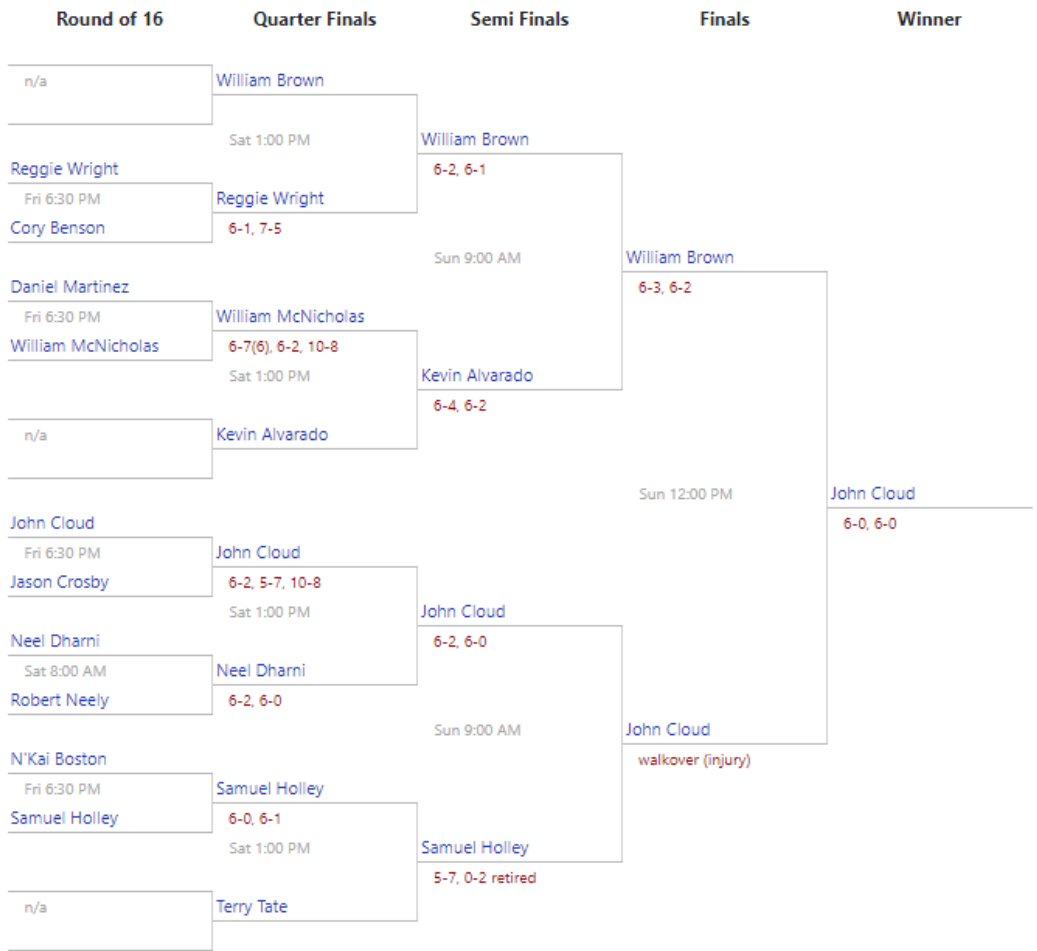 Round of 16 Quarter Finals Semi Finals Finals Winner
n/a
William Brown
Sat 1:00 PM
William Brown
6-2, 6-1
Reggie Wright
Fri 6:30 PM
Reggie Wright
Cory Benson
6-1, 7-5
Sun 9:00 AM
William Brown
6-3, 6-2
Daniel Martinez
Fri 6:30 PM
William McNicholas
William McNicholas
6-7(6), 6-2, 10-8
Sat 1:00 PM
Kevin Alvarado
6-4, 6-2
n/a
Kevin Alvarado
Sun 12:00 PM
John Cloud
6-0, 6-0
John Cloud
Fri 6:30 PM
John Cloud
Jason Crosby
6-2, 5-7, 10-8
Sat 1:00 PM
John Cloud
6-2, 6-0
Neel Dharni
Sat 8:00 AM
Neel Dharni
Robert Neely
6-2, 6-0
Sun 9:00 AM
John Cloud
walkover (injury)
N'Kai Boston
Fri 6:30 PM
Samuel Holley
Samuel Holley
6-0, 6-1
Sat 1:00 PM
Samuel Holley
5-7, 0-2 retired
n/a
Terry Tate